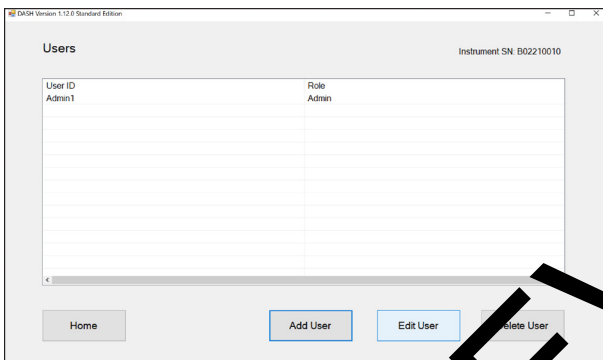 DASH Version 1.12.0 Standard Edition
Users
Instrument SN: B02210010
User ID Role
Admin1 Admin
Home Add User Edit User User